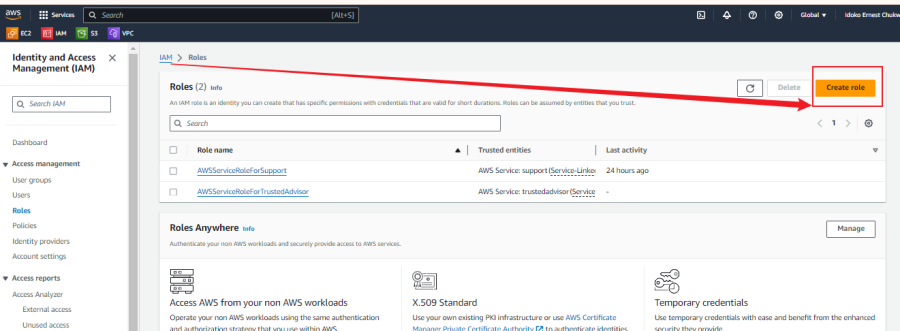 aws
Services
Search
[Alt+S]
Global ▾
Idoko Ernest Chukw
EC2
IAM
S3
VPC
Identity and Access Management (IAM)
Search IAM
Dashboard
Access management
User groups
Users
Roles
Policies
Identity providers
Account settings
Access reports
Access Analyzer
External access
Unused access
IAM > Roles
Roles (2) Info
Delete
Create role
An IAM role is an identity you can create that has specific permissions with credentials that are valid for short durations. Roles can be assumed by entities that you trust.
Search
1
Role name
Trusted entities
Last activity
AWSServiceRoleForSupport
AWS Service: support (Service-Linke
24 hours ago
AWSServiceRoleForTrustedAdvisor
AWS Service: trustedadvisor (Service
-
Roles Anywhere Info
Manage
Authenticate your non AWS workloads and securely provide access to AWS services.
Access AWS from your non AWS workloads
Operate your non AWS workloads using the same authentication
and authorization strategy that you use within AWS.
X.509 Standard
Use your own existing PKI infrastructure or use AWS Certificate
Manager Private Certificate Authority to authenticate identities
Temporary credentials
Use temporary credentials with ease and benefit from the enhanced
security they provide.